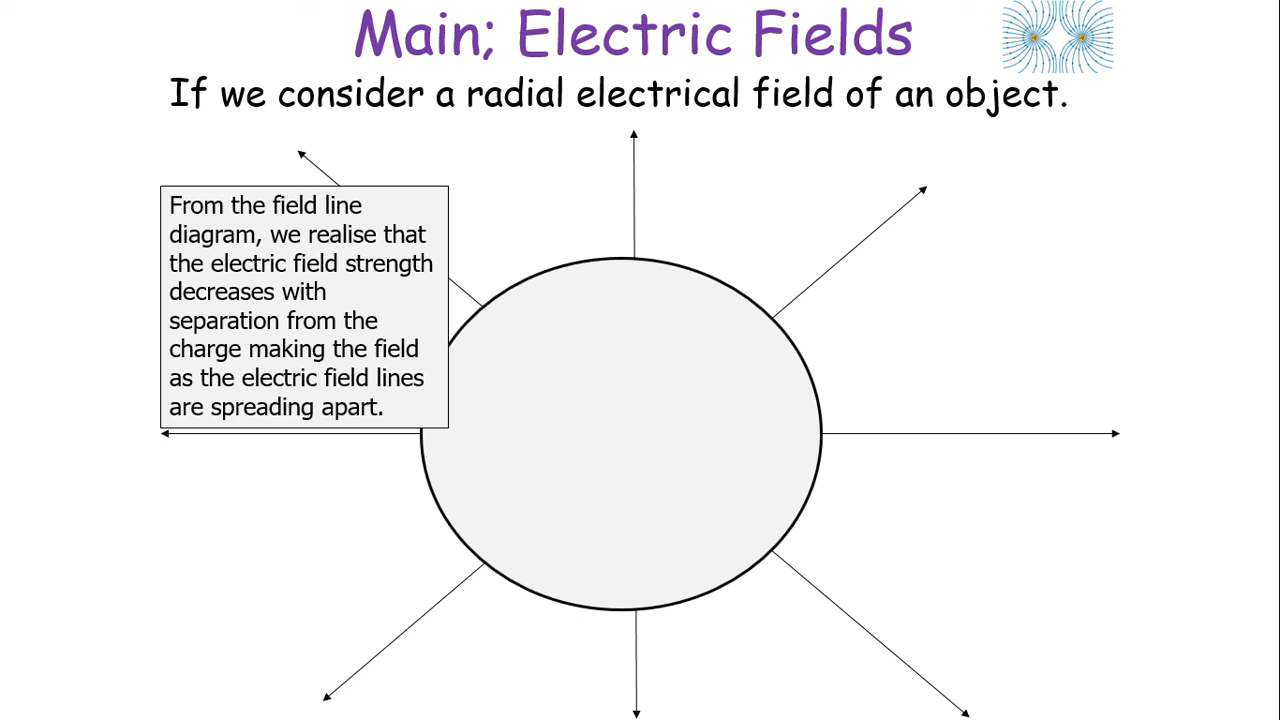 Main; Electric Fields
If we consider a radial electrical field of an object.
From the field line
diagram, we realise that
the electric field strength
decreases with
separation from the
charge making the field
as the electric field lines
are spreading apart.